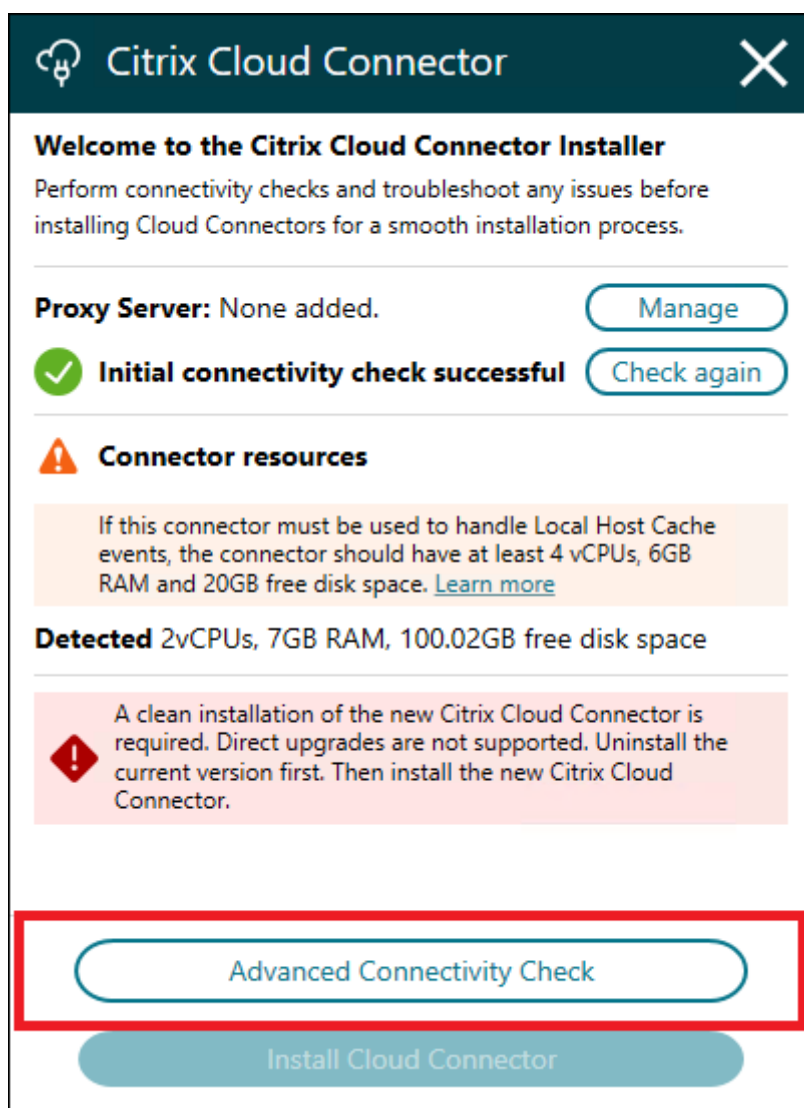 Citrix Cloud Connector
Welcome to the Citrix Cloud Connector Installer
Perform connectivity checks and troubleshoot any issues before
installing Cloud Connectors for a smooth installation process.
Proxy Server: None added.
Manage
Initial connectivity check successful
Check again
Connector resources
If this connector must be used to handle Local Host Cache
events, the connector should have at least 4 vCPUs, 6GB
RAM and 20GB free disk space. Learn more
Detected 2vCPUs, 7GB RAM, 100.02GB free disk space
A clean installation of the new Citrix Cloud Connector is
required. Direct upgrades are not supported. Uninstall the
current version first. Then install the new Citrix Cloud
Connector.
Advanced Connectivity Check
Install Cloud Connector